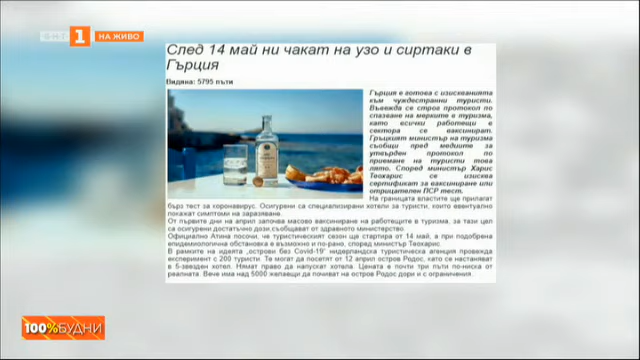 БНТ 1 НА ЖИВО
След 14 май ни чакат на узо и сиртаки в
Гърция
Видяна: 5795 пъти
Гърция е готова с изискванията
към чуждестранни туристи.
Въвежда се строг протокол по
спазване на мерките в туризма,
като всички работещи в
сектора се ваксинират.
Гръцкият министър на туризма
съобщи пред медиите за
утвърден протокол по
приемане на туристи това
лято. Според министър Харис
Теохарис се изисква
сертификат за ваксиниране или
отрицателен ПСР тест.
На границата властите ще прилагат
бърз тест за коронавирус. Осигурени са специализирани хотели за туристи, които евентуално
покажат симптоми на заразяване.
От първите дни на април започва масово ваксиниране на работещите в туризма, за тази цел
са осигурени достатъчно дози,съобщават от здравното министерство.
Официално Атина посочи, че туристическият сезон ще стартира от 14 май, а при подобрена
епидемиологична обстановка е възможно и по-рано, според министър Теохарис.
В рамките на идеята „острови без Covid-19" нидерландска туристическа агенция провежда
експеримент с 200 туристи. Те могат да посетят от 12 април остров Родос, като се настаняват
в 5-звезден хотел. Нямат право да напускат хотела. Цената е почти три пъти по-ниска от
реалната. Вече има над 5000 желаещи да почиват на остров Родос дори и с ограничения.
100%БУДНИ